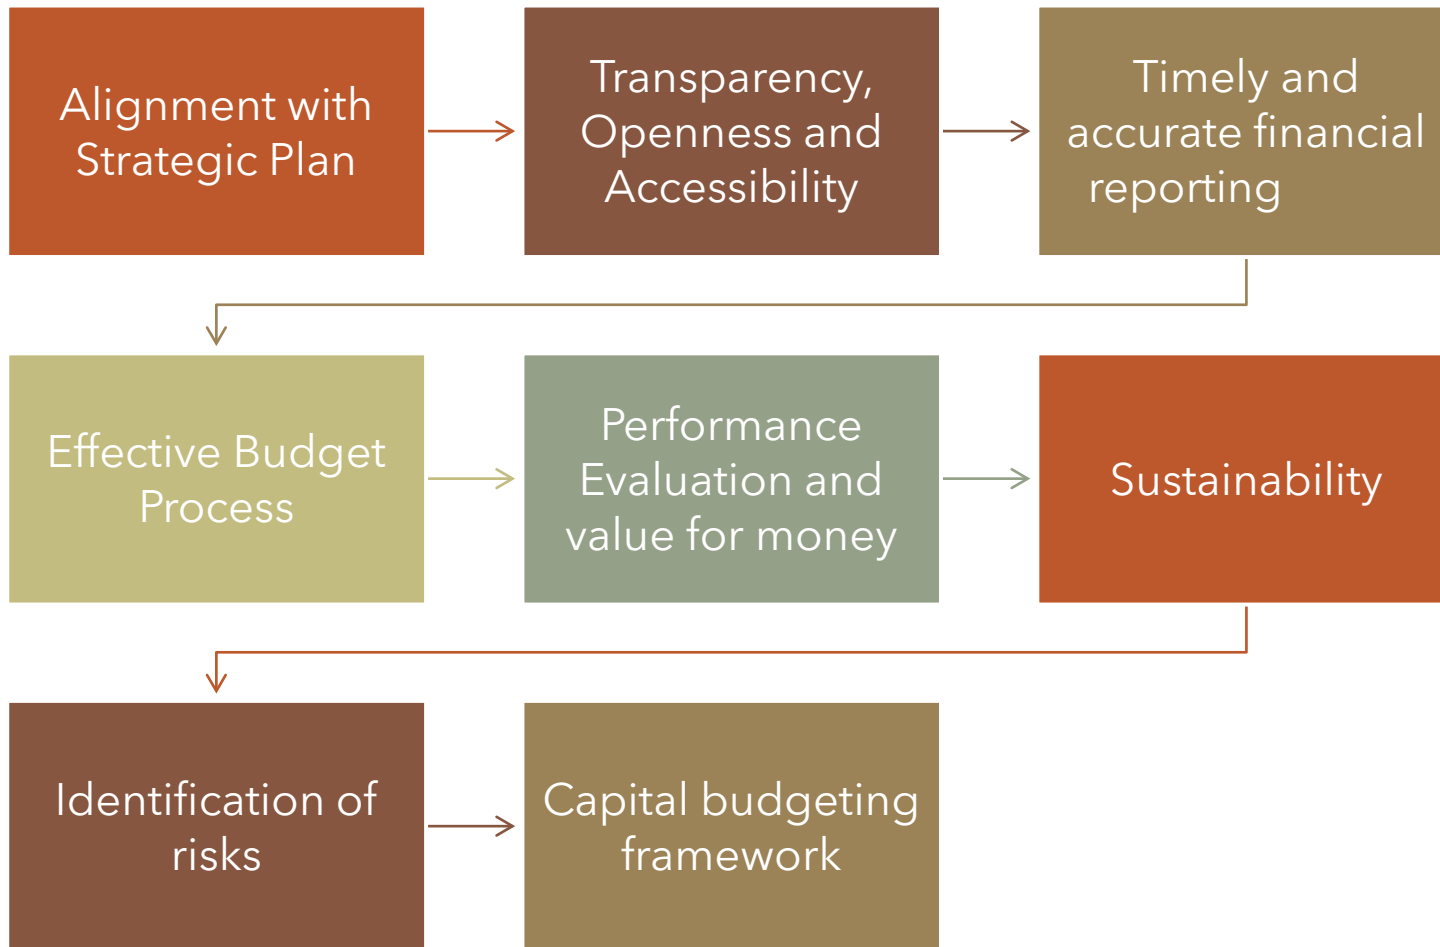 Alignment with
Strategic Plan
Transparency,
Openness and
Accessibility
Timely and
accurate financial
reporting
Effective Budget
Process
Performance
Evaluation and
value for money
Sustainability
Identification of
risks
Capital budgeting
framework